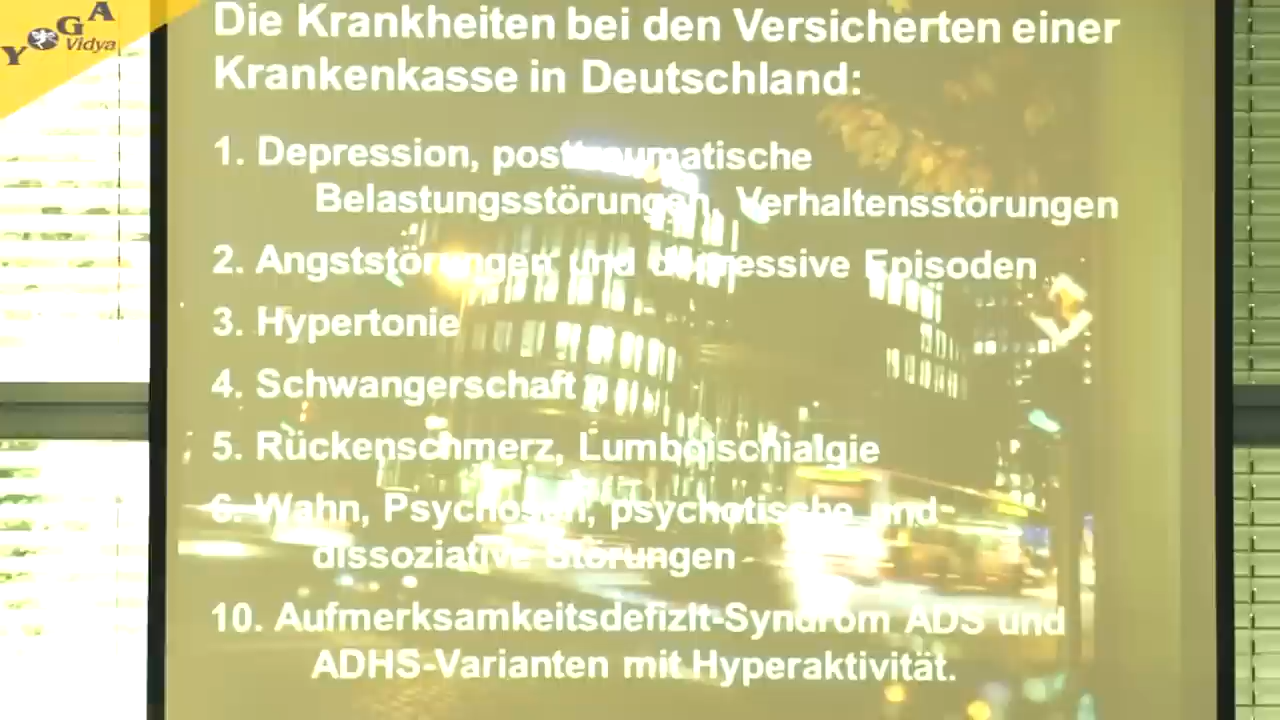 YOGA
Vidya
Die Krankheiten bei den Versicherten einer
Krankenkasse in Deutschland:
1. Depression, posttraumatische
Belastungsstörungen, Verhaltensstörungen
2. Angststörungen und depressive Episoden
3. Hypertonie
4. Schwangerschaft
5. Rückenschmerz, Lumboischialgie
6. Wahn, Psychosen, psychotische und
dissoziative Störungen
10. Aufmerksamkeitsdefizit-Syndrom ADS und
ADHS-Varianten mit Hyperaktivität.